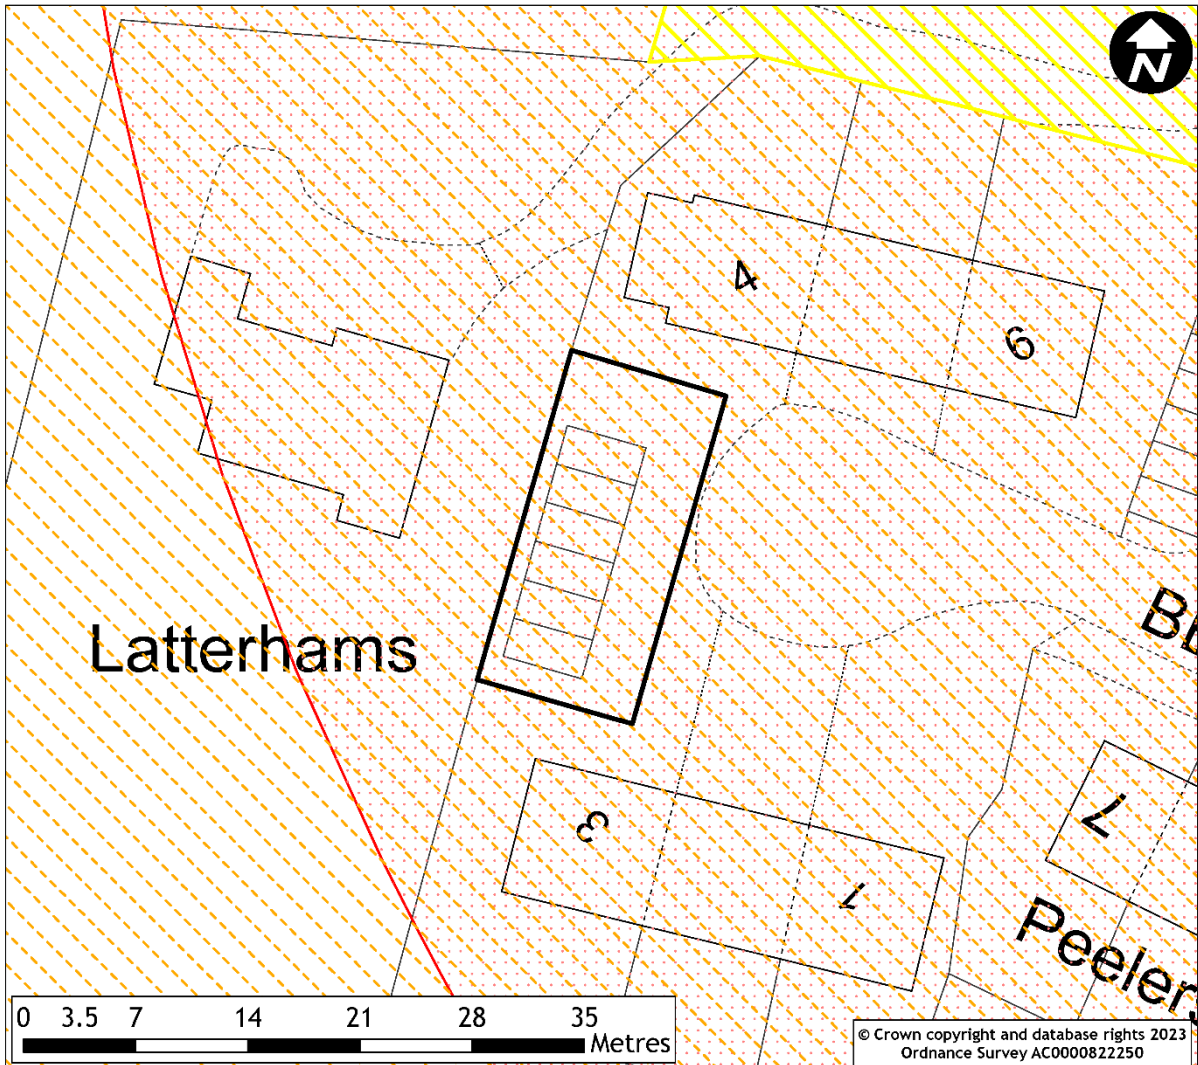 N
4
6
Latterhams
3
7
Peeler
0 3.5 7 14 21 28 35
Metres
© Crown copyright and database rights 2023
Ordnance Survey AC0000822250